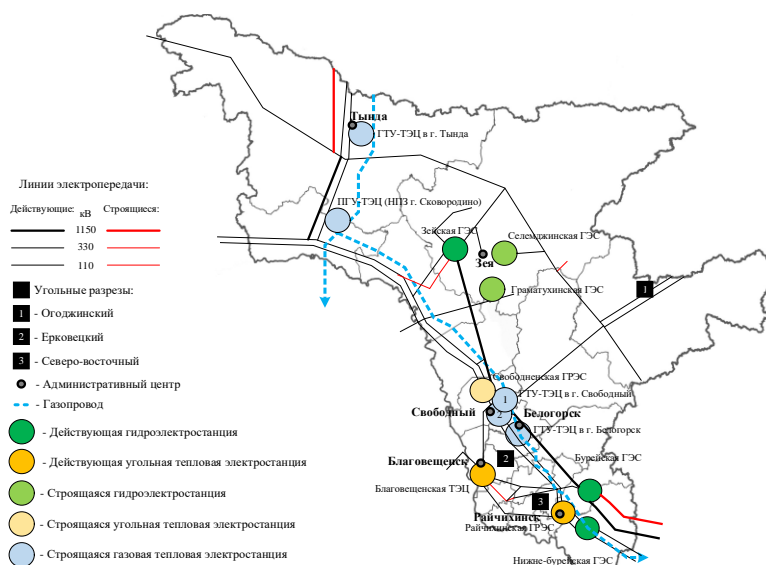 Тында
ГТУ-ТЭЦ в г. Тында
Линии электропередачи:
Действующие: кВ Строящиеся:
1150
330
110
Угольные разрезы:
1 - Огоджинский
2 - Ерковецкий
3 - Северо-восточный
- Административный центр
- Газопровод
- Действующая гидроэлектростанция
- Действующая угольная тепловая электростанция
- Строящаяся гидроэлектростанция
- Строящаяся угольная тепловая электростанция
- Строящаяся газовая тепловая электростанция
ПГУ-ТЭЦ (НПЗ г. Сковородино)
Зейская ГЭС
Селемджинская ГЭС
Зея
Граматухинская ГЭС
1
Свободненская ГРЭС
ГТУ-ТЭЦ в г. Свободный
1
Свободный
2
Белогорск
ГТУ-ТЭЦ в г. Белогорск
Благовещенск
2
Бурейская ГЭС
Благовещенская ТЭЦ
3
Райчихинск
Райчихинская ГРЭС
Нижне-бурейская ГЭС